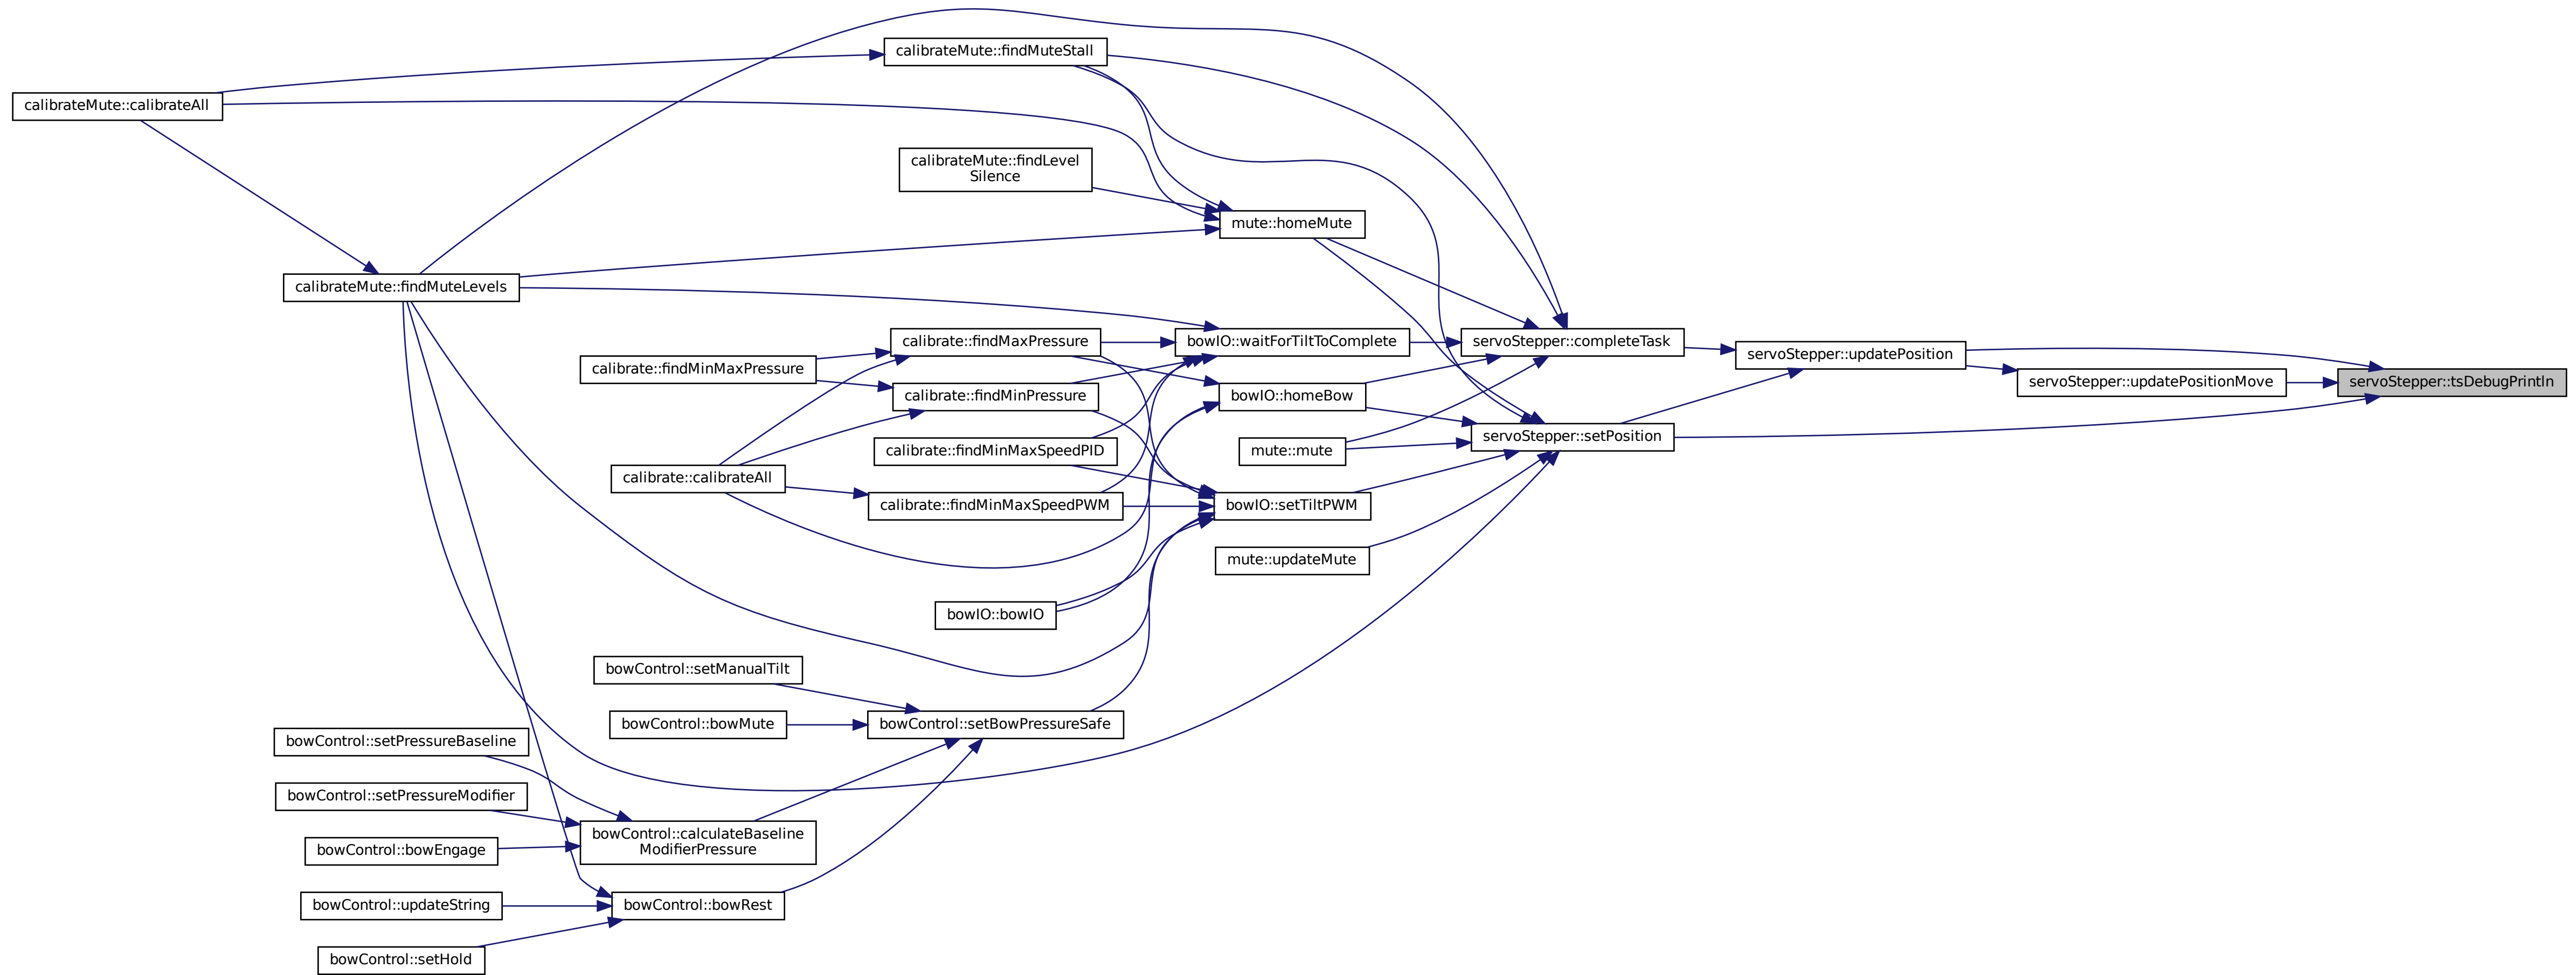 calibrateMute::findMuteStall
calibrateMute::calibrateAll
calibrateMute::findLevel
Silence
mute::homeMute
calibrateMute::findMuteLevels
calibrate::findMaxPressure
bowIO::waitForTiltToComplete
servoStepper::completeTask
servoStepper::updatePosition
calibrate::findMinMaxPressure
calibrate::findMinPressure
bowIO::homeBow
servoStepper::updatePositionMove
servoStepper::tsDebugPrintln
servoStepper::setPosition
calibrate::findMinMaxSpeedPID
mute::mute
calibrate::calibrateAll
calibrate::findMinMaxSpeedPWM
bowIO::setTiltPWM
mute::updateMute
bowIO::bowIO
bowControl::setManualTilt
bowControl::bowMute
bowControl::setBowPressureSafe
bowControl::setPressureBaseline
bowControl::setPressureModifier
bowControl::calculateBaseline
ModifierPressure
bowControl::bowEngage
bowControl::updateString
bowControl::bowRest
bowControl::setHold